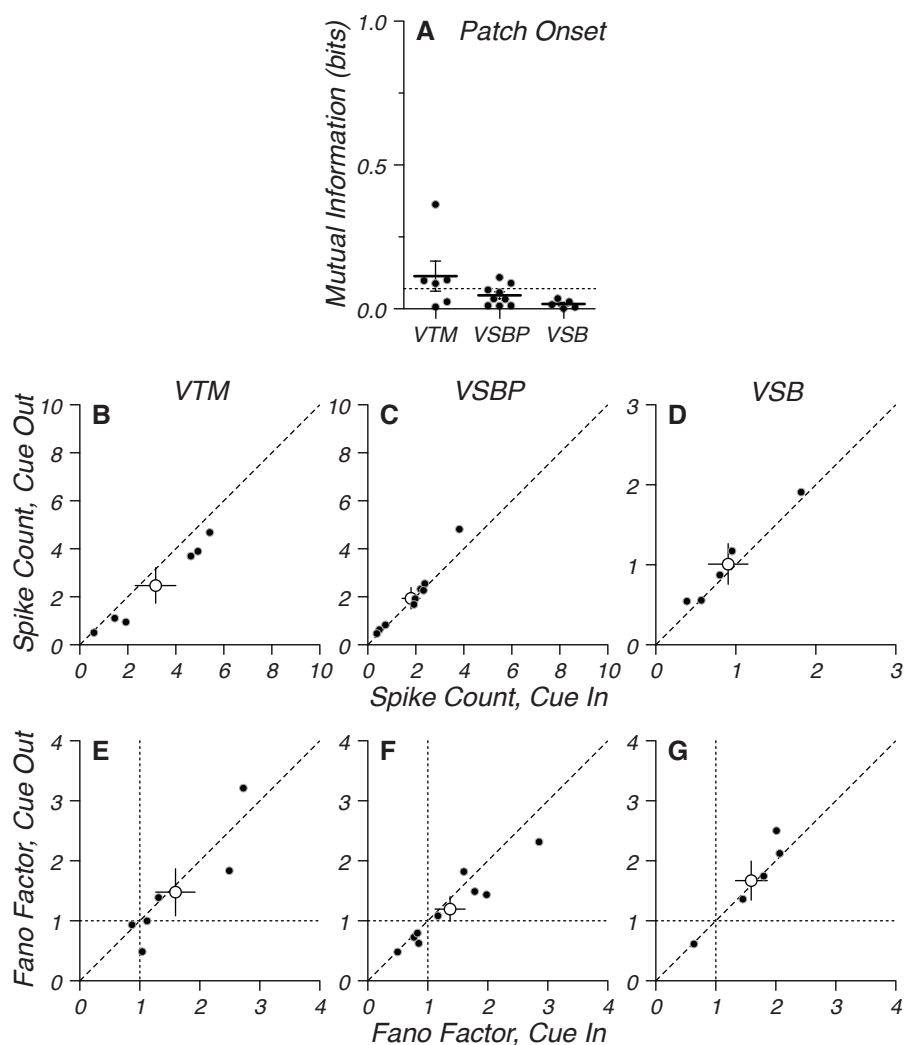 A Patch Onset
Mutual Information (bits)
1.0
0.5
0.0
VTM VSBP VSB
VTM VSBP VSB
B C D
Spike Count, Cue Out
10 10 3
8 8
6 6 2
4 4 1
2 2
0 0 0
0 2 4 6 8 10 0 2 4 6 8 10 0 1 2 3
Spike Count, Cue In
E F G
Fano Factor, Cue Out
4 4 4
3 3 3
2 2 2
1 1 1
0 0 0
0 1 2 3 4 0 1 2 3 4 0 1 2 3 4
Fano Factor, Cue In